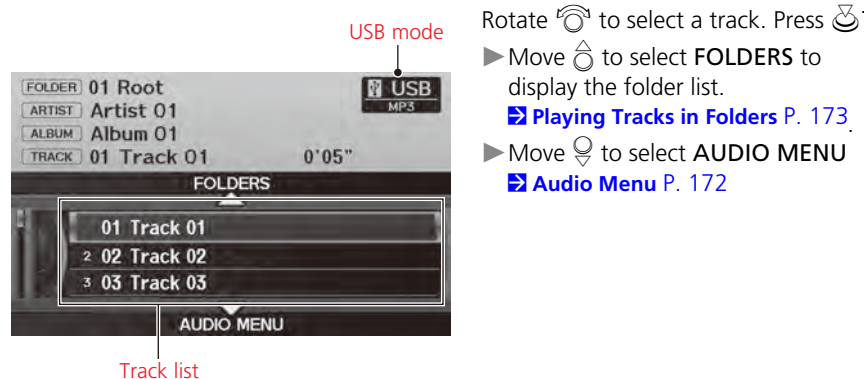 USB mode
FOLDER 01 Root
USB
MP3
ARTIST Artist 01
ALBUM Album 01
TRACK 01 Track 01 0'05"
FOLDERS
01 Track 01
2 02 Track 02
3 03 Track 03
AUDIO MENU
Track list
Rotate to select a track. Press .
Move to select FOLDERS to
display the folder list.
Playing Tracks in Folders P. 173
Move to select AUDIO MENU.
Audio Menu P. 172